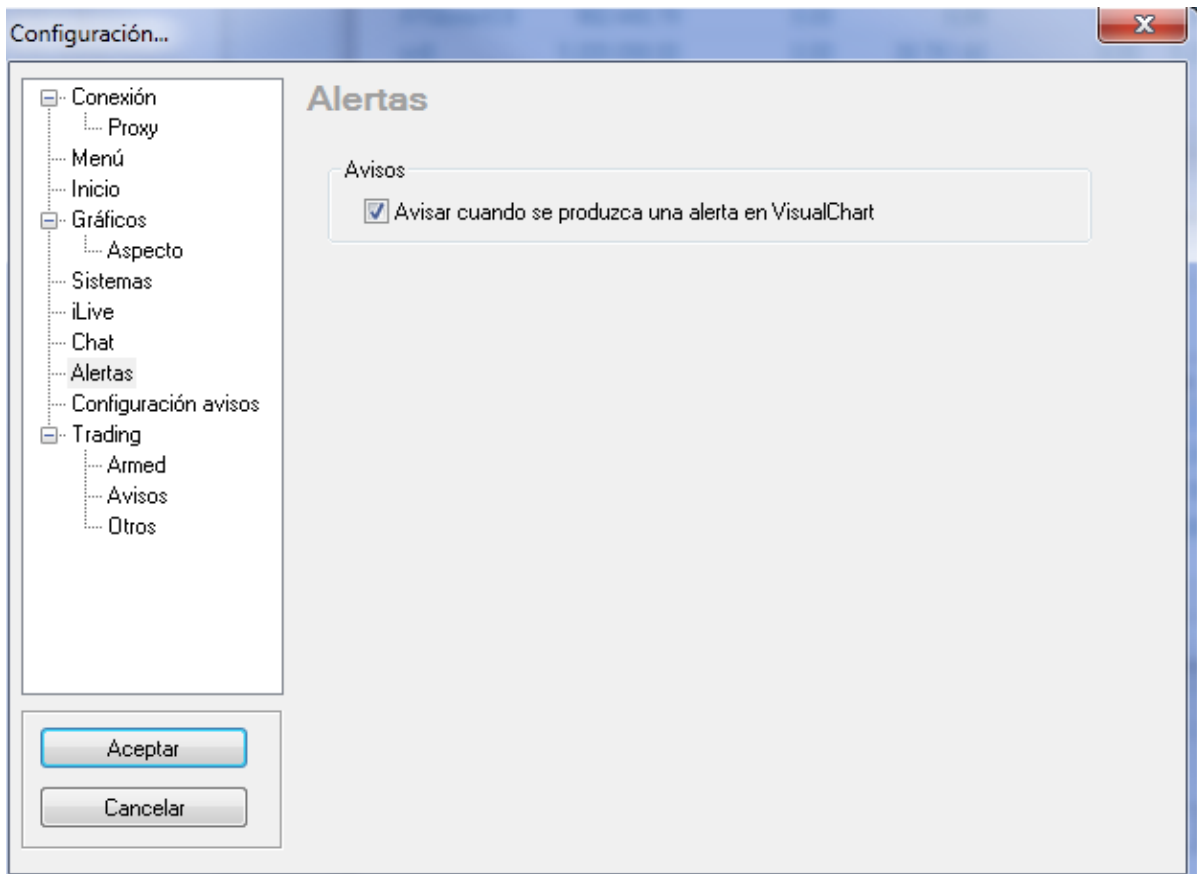 Configuración...
Conexión
Proxy
Menú
Inicio
Gráficos
Aspecto
Sistemas
iLive
Chat
Alertas
Configuración avisos
Trading
Armed
Avisos
Otros
Aceptar
Cancelar
Alertas
Avisos
Avisar cuando se produzca una alerta en VisualChart